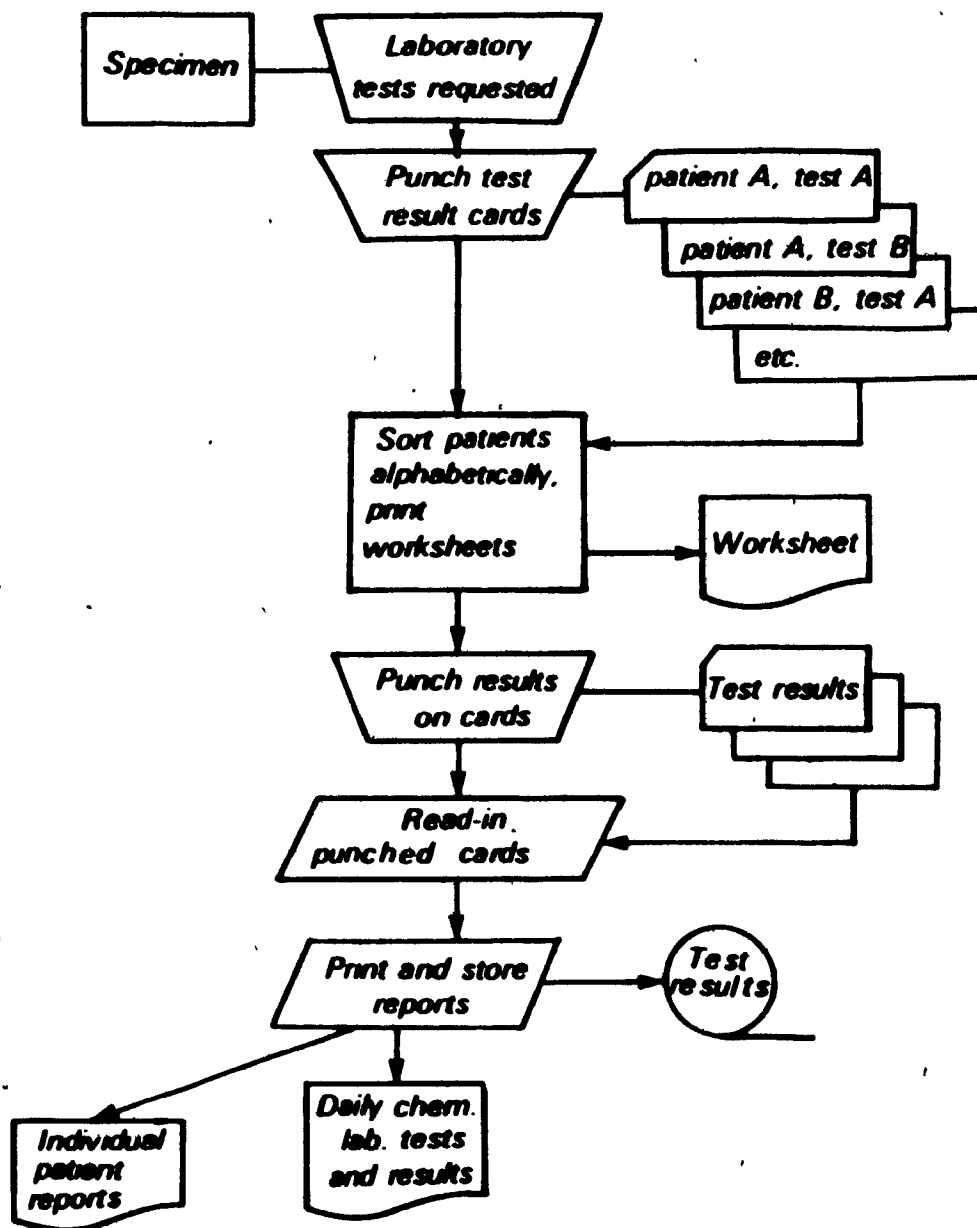 Specimen
Laboratory
tests requested
Punch test
result cards
patient A, test A
patient A, test B
patient B, test A
etc.
Sort patients
alphabetically,
print
worksheets
Worksheet
Punch results
on cards
Test results
Read-in
punched cards
Print and store
reports
Test
results
Individual
patient
reports
Daily chem.
lab. tests
and results